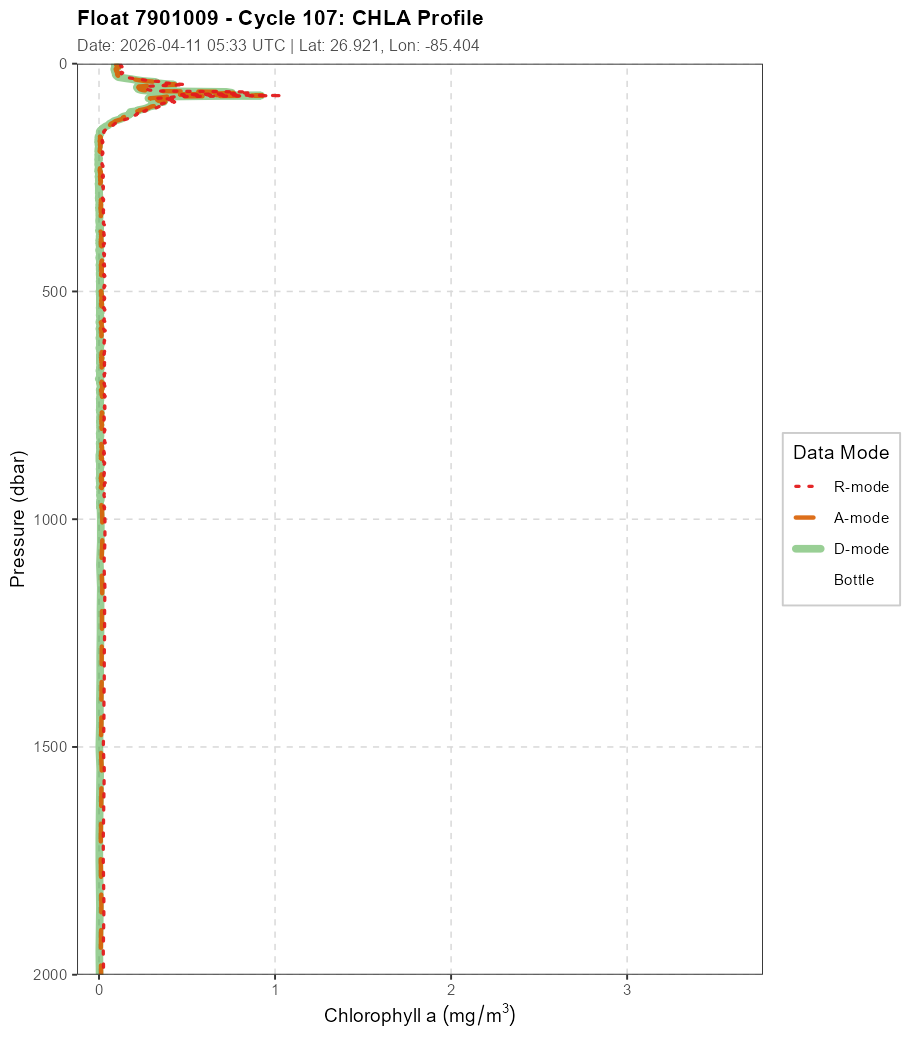 Float 7901009 - Cycle 107: CHLA Profile
Date: 2026-04-11 05:33 UTC | Lat: 26.921, Lon: -85.404
0
500
1000
1500
2000
Pressure (dbar)
0 1 2 3
Chlorophyll a (mg/m³)
Data Mode
R-mode
A-mode
D-mode
Bottle